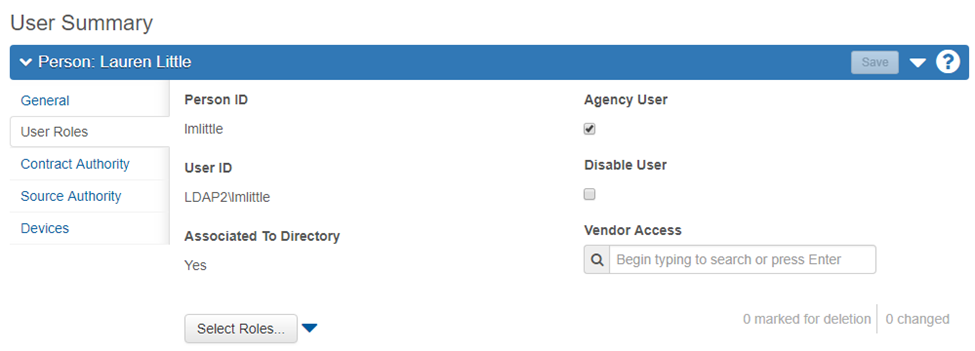 User Summary
Person: Lauren Little
Save
?
General
User Roles
Contract Authority
Source Authority
Devices
Person ID
lmlittle
User ID
LDAP2\lmlittle
Associated To Directory
Yes
Select Roles...
Agency User
Disable User
Vendor Access
Begin typing to search or press Enter
0 marked for deletion
0 changed